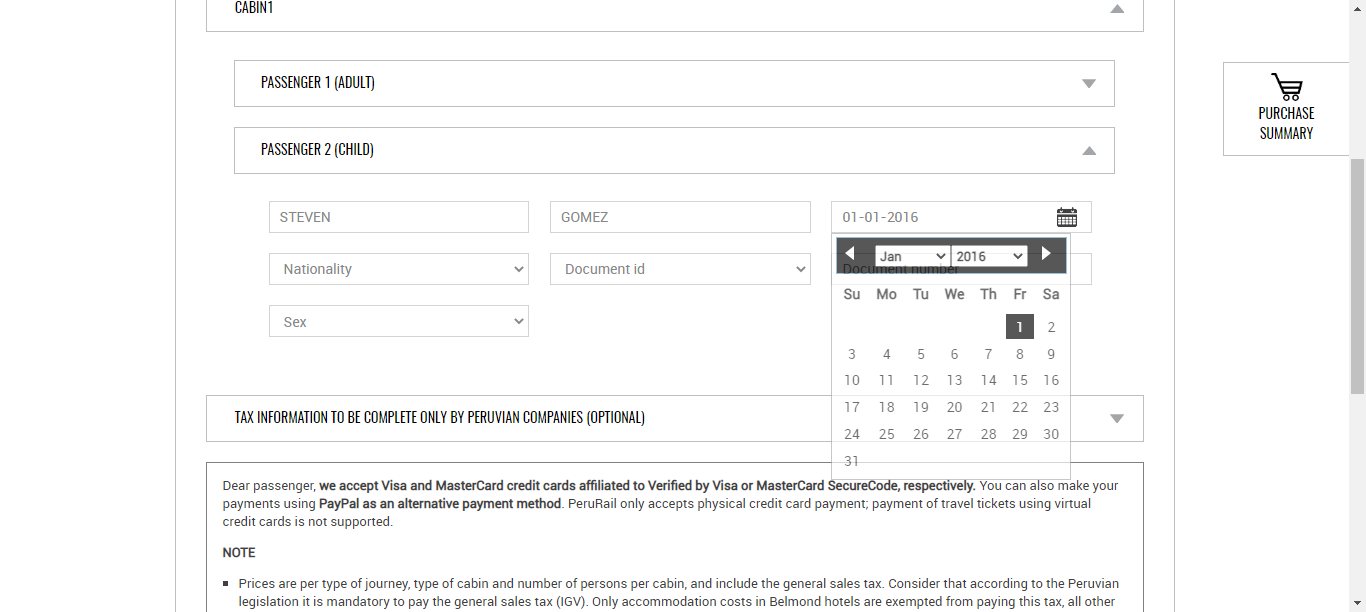 CABIN1
PASSENGER 1 (ADULT)
PURCHASE
SUMMARY
PASSENGER 2 (CHILD)
STEVEN GOMEZ 01-01-2016
Jan 2016
Nationality Document id Document number
Su Mo Tu We Th Fr Sa
1 2
Sex
3 4 5 6 7 8 9
10 11 12 13 14 15 16
17 18 19 20 21 22 23
TAX INFORMATION TO BE COMPLETE ONLY BY PERUVIAN COMPANIES (OPTIONAL)
24 25 26 27 28 29 30
31
Dear passenger, we accept Visa and MasterCard credit cards affiliated to Verified by Visa or MasterCard SecureCode, respectively. You can also make your
payments using PayPal as an alternative payment method. PeruRail only accepts physical credit card payment; payment of travel tickets using virtual
credit cards is not supported.
NOTE
Prices are per type of journey, type of cabin and number of persons per cabin, and include the general sales tax. Consider that according to the Peruvian
legislation it is mandatory to pay the general sales tax (IGV). Only accommodation costs in Belmond hotels are exempted from paying this tax, all other